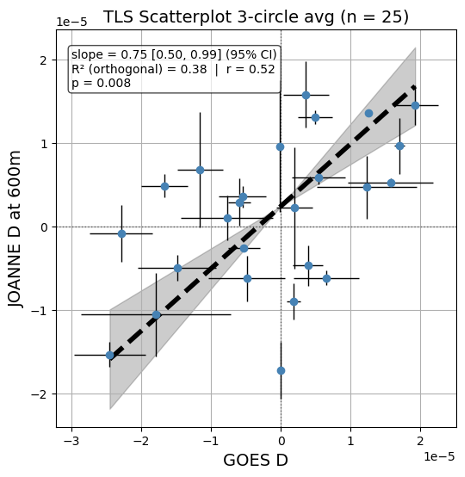 TLS Scatterplot 3-circle avg (n = 25)
1e−5
slope = 0.75 [0.50, 0.99] (95% CI)
R² (orthogonal) = 0.38 | r = 0.52
p = 0.008
2
1
0
−1
−2
JOANNE D at 600m
−3
−2
−1
0
1
2
1e−5
GOES D